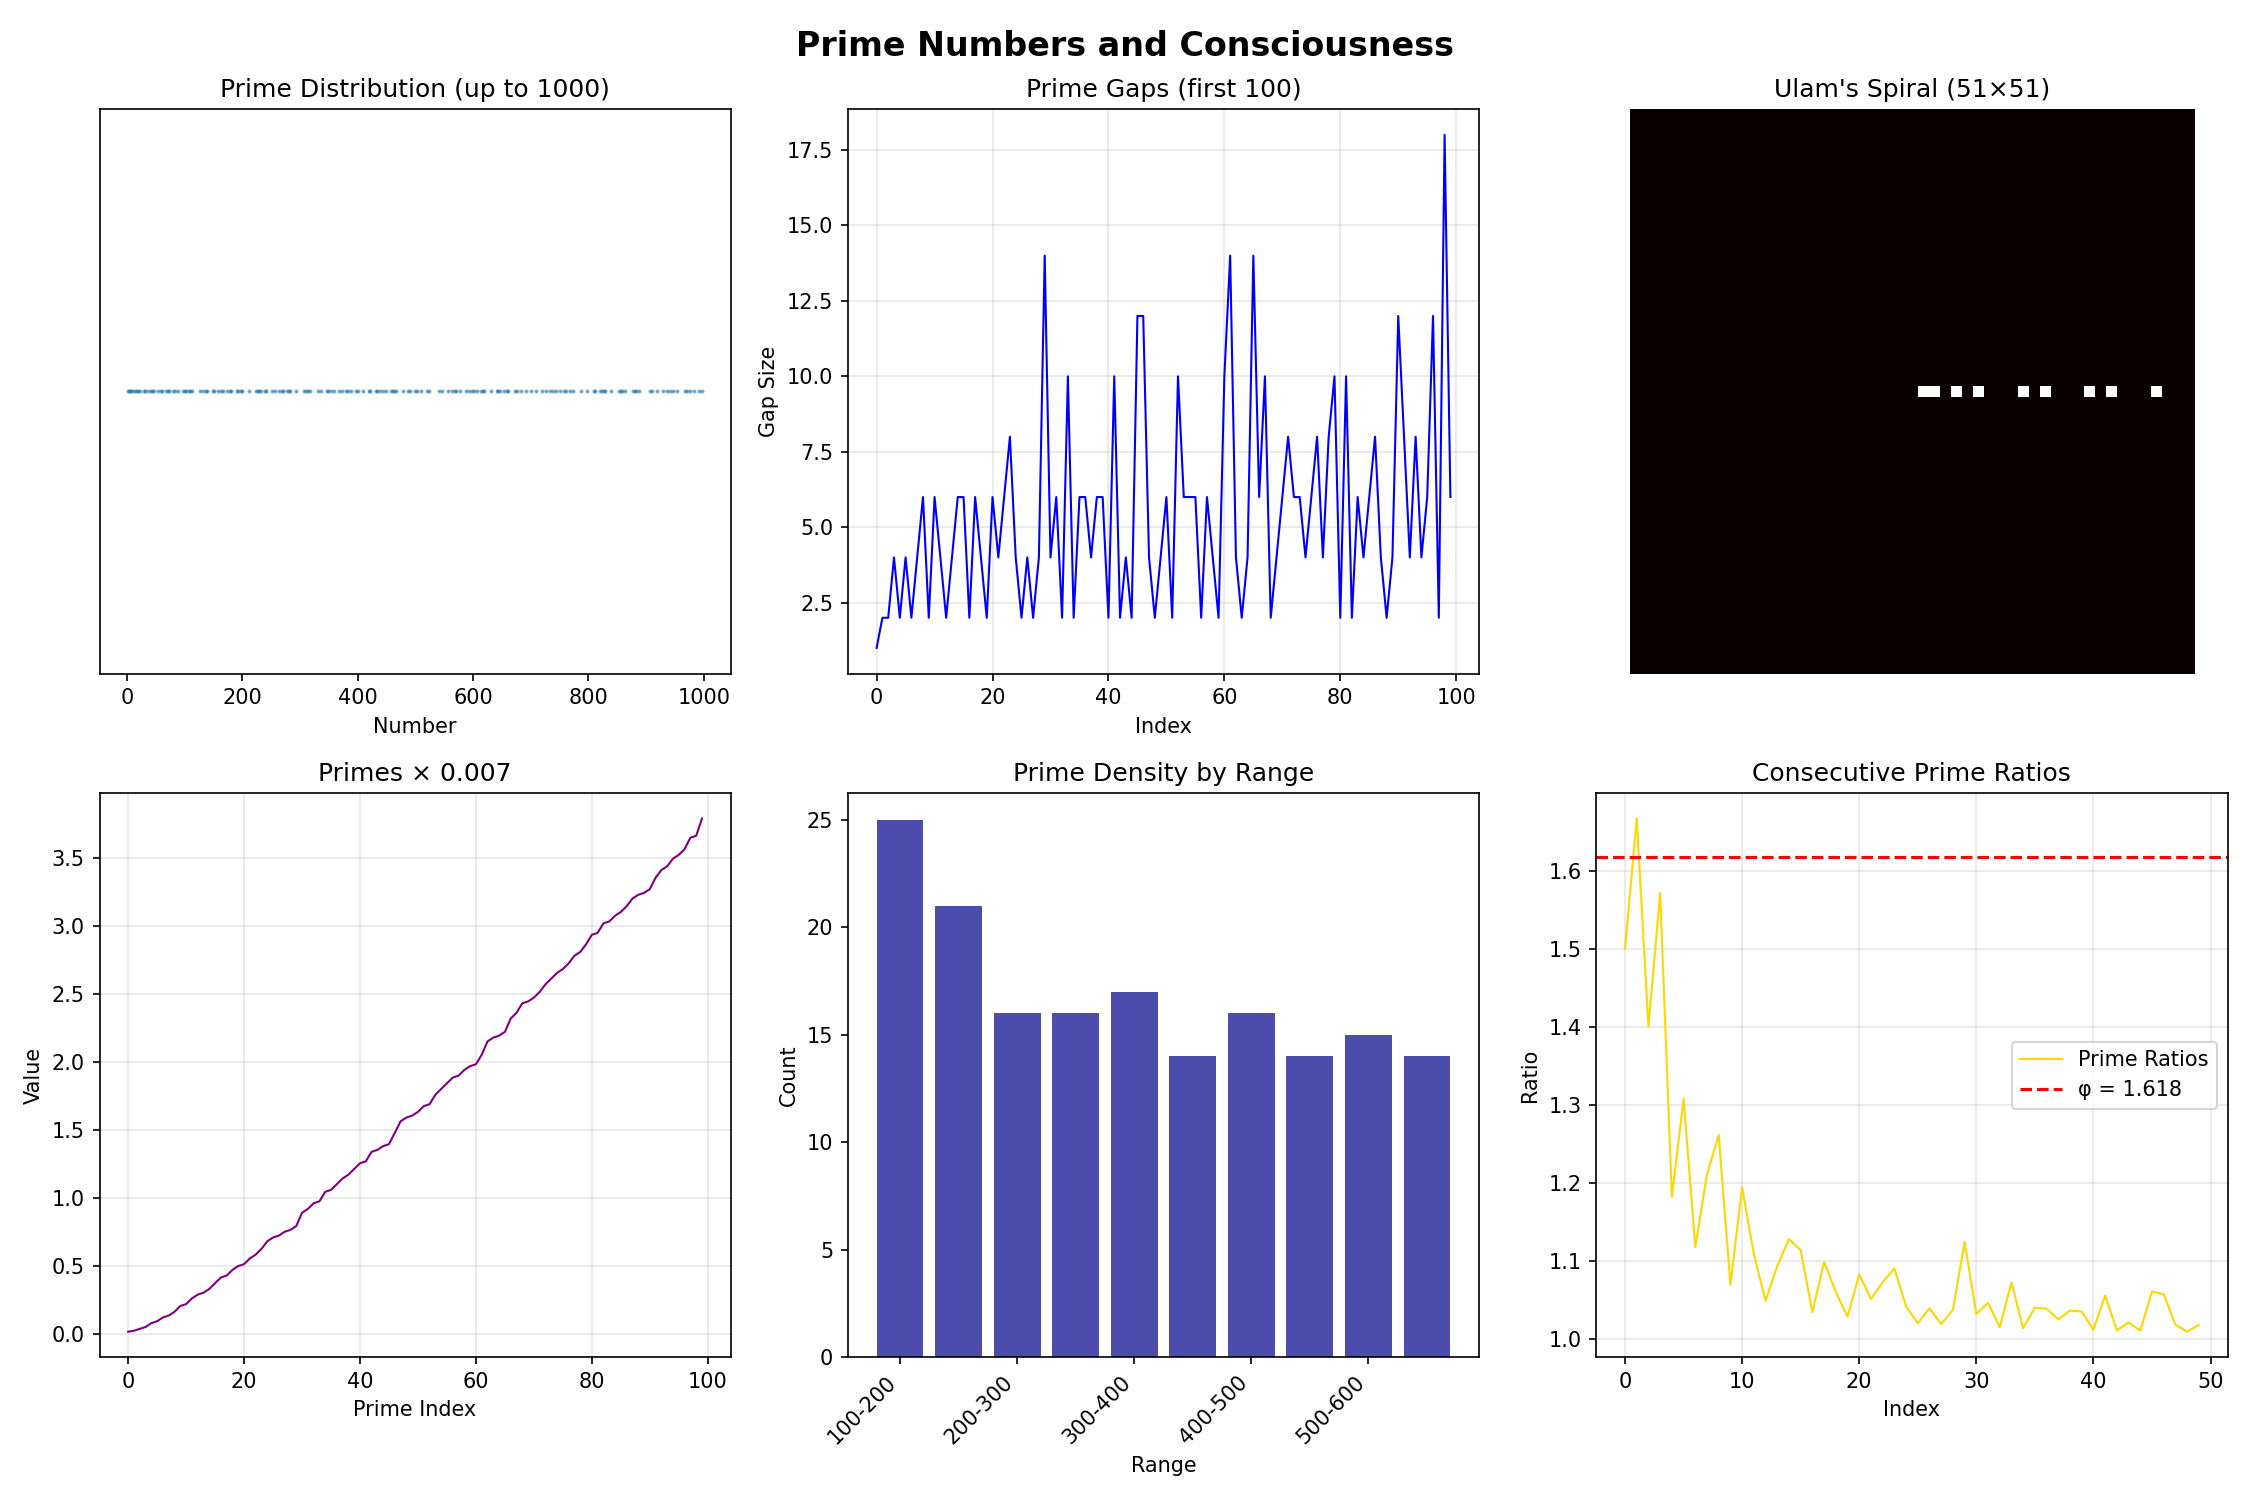 Prime Numbers and Consciousness
Prime Distribution (up to 1000)
0 200 400 600 800 1000
Number
Prime Gaps (first 100)
17.5
15.0
12.5
10.0
7.5
5.0
2.5
Gap Size
0 20 40 60 80 100
Index
Ulam's Spiral (51×51)
Primes × 0.007
3.5
3.0
2.5
2.0
1.5
1.0
0.5
0.0
Value
0 20 40 60 80 100
Prime Index
Prime Density by Range
25
20
15
10
5
0
Count
100-200
200-300
300-400
400-500
500-600
Range
Consecutive Prime Ratios
1.6
1.5
1.4
1.3
1.2
1.1
1.0
Ratio
Prime Ratios
φ = 1.618
0 10 20 30 40 50
Index